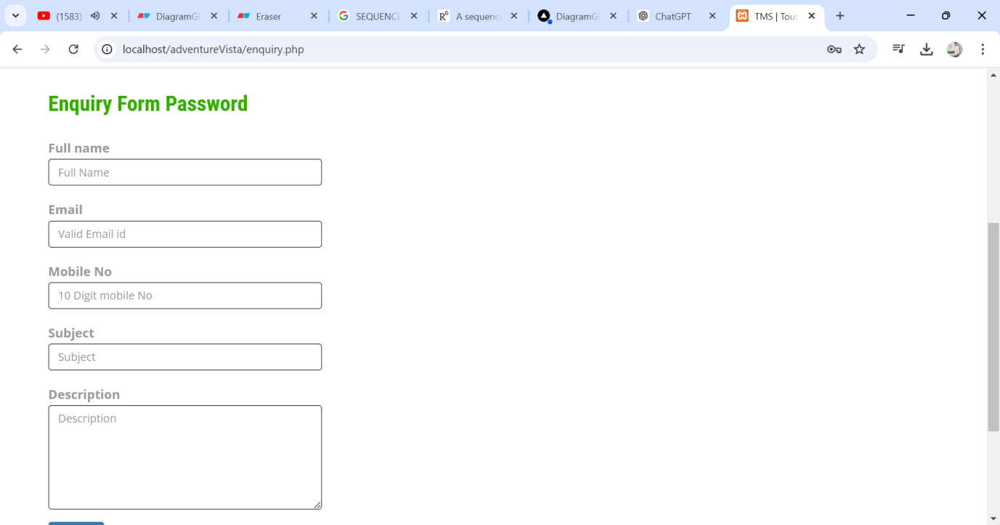 (1583) DiagramG Eraser SEQUENCE A sequenc DiagramG ChatGPT TMS | Tour
localhost/adventureVista/enquiry.php
Enquiry Form Password
Full name
Full Name
Email
Valid Email id
Mobile No
10 Digit mobile No
Subject
Subject
Description
Description